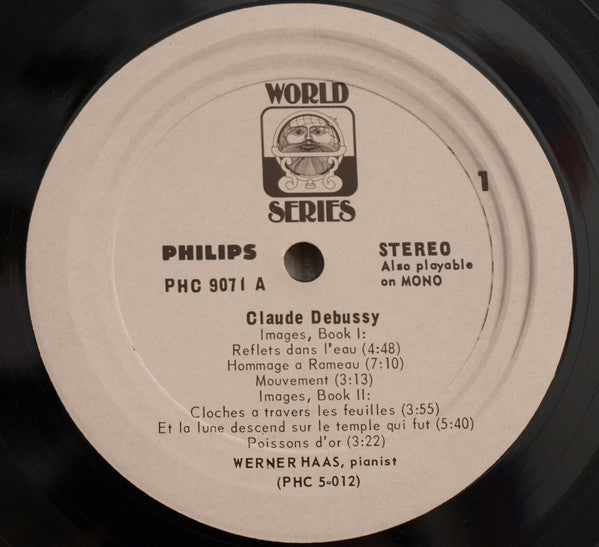 WORLD
SERIES
1
PHILIPS
STEREO
PHC 9071 A
Also playable
on MONO
Claude Debussy
Images, Book I:
Reflets dans l'eau (4:48)
Hommage a Rameau (7:10)
Mouvement (3:13)
Images, Book II:
Cloches a travers les feuilles (3:55)
Et la lune descend sur le temple qui fut (5:40)
Poissons d'or (3:22)
WERNER HAAS, pianist
(PHC 5-012)